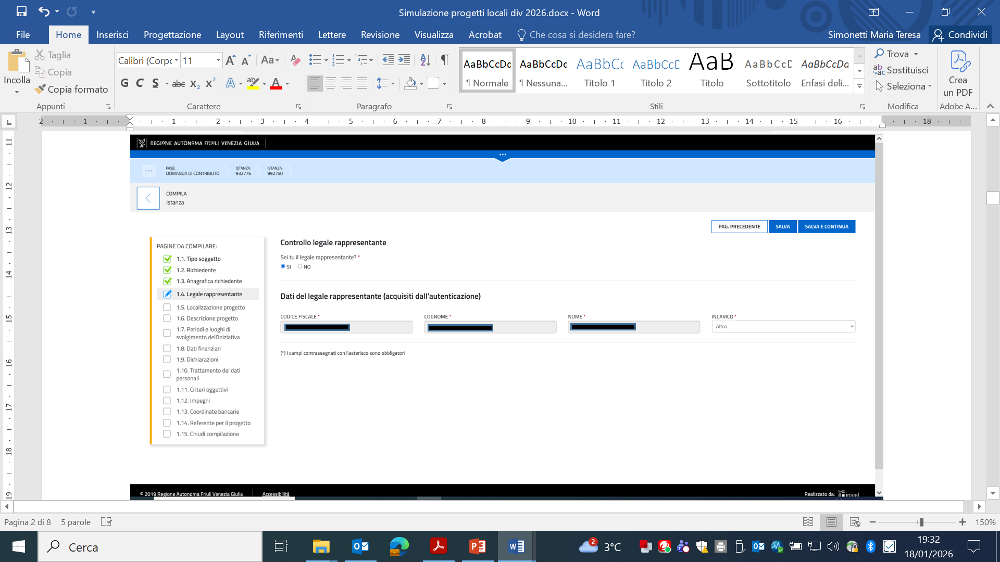 Simulazione progetti locali div 2026.docx - Word
File Home Inserisci Progettazione Layout Riferimenti Lettere Revisione Visualizza Acrobat Che cosa si desidera fare? Simonetti Maria Teresa Condividi
Incolla
Taglia
Copia
Copia formato
Appunti
Calibri (Corpo 11
G C S abc X₂ X²
Carattere
Paragrafo
AaBbCcDc AaBbCcDc AaBbCc AaBbCcD AaB AaBbCcD AaBbCcDa
¶ Normale ¶ Nessuna... Titolo 1 Titolo 2 Titolo Sottotitolo Enfasi deli...
Stili
Trova
Sostituisci
Seleziona
Modifica
Crea
un PDF
Adobe A...
2 1 1 2 3 4 5 6 7 8 9 10 11 12 13 14 15 16 18
11
12
13
14
15
16
17
18
19
REGIONE AUTONOMA FRIULI VENEZIA GIULIA
FASE:
DOMANDA DI CONTRIBUTO
ISTANZA:
932776
ISTANZA:
992750
COMPILA
Istanza
PAG. PRECEDENTE SALVA SALVA E CONTINUA
PAGINE DA COMPILARE:
1.1. Tipo soggetto
1.2. Richiedente
1.3. Anagrafica richiedente
1.4. Legale rappresentante
1.5. Localizzazione progetto
1.6. Descrizione progetto
1.7. Periodi e luoghi di
svolgimento dell'iniziativa
1.8. Dati finanziari
1.9. Dichiarazioni
1.10. Trattamento dei dati
personali
1.11. Criteri oggettivi
1.12. Impegni
1.13. Coordinate bancarie
1.14. Referente per il progetto
1.15. Chiudi compilazione
Controllo legale rappresentante
Sei tu il legale rappresentante? *
SI NO
Dati del legale rappresentante (acquisiti dall'autenticazione)
CODICE FISCALE * COGNOME * NOME * INCARICO *
Altro
(*) I campi contrassegnati con l'asterisco sono obbligatori
© 2019 Regione Autonoma Friuli Venezia Giulia Accessibilità Realizzato da: insiel
Pagina 2 di 8 5 parole 150%
Cerca
2
3°C
19:32
18/01/2026